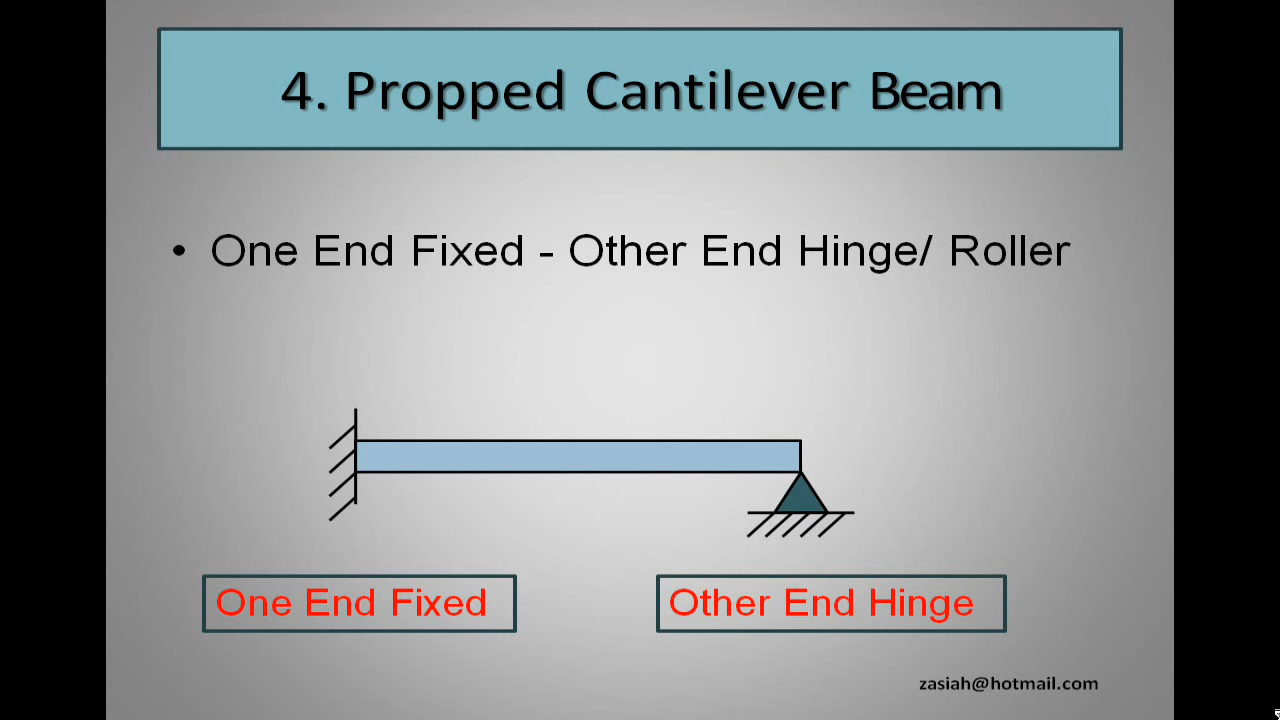 4. Propped Cantilever Beam
• One End Fixed - Other End Hinge/ Roller
One End Fixed
Other End Hinge
zasiah@hotmail.com